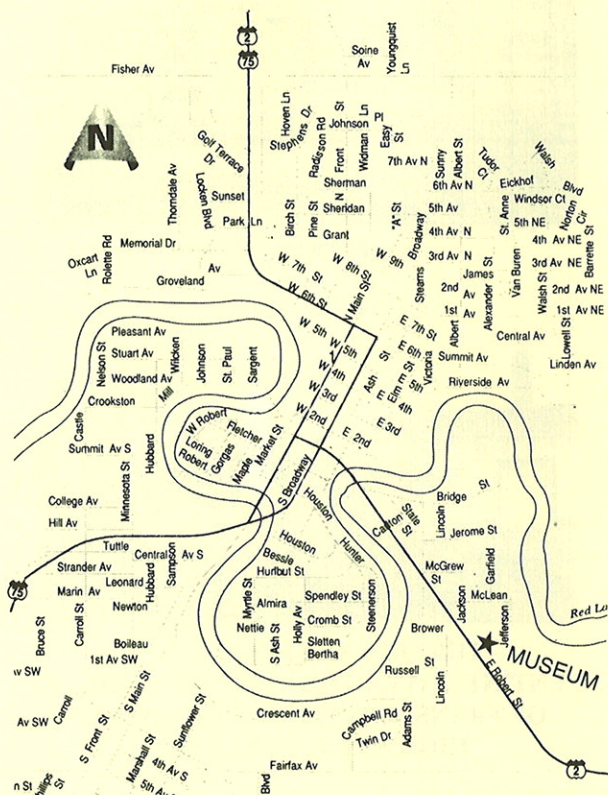 2
75
Soine
Av
Youngquist
Ln
Fisher Av
N
Hoven Ln
Stephens Dr
Radisson Rd
Front
St
Johnson
Widman
Ln
Pl
Easy
St
Golf Terrace
Dr
7th Av N
Sunny
Albert St
Tudor
Ct
Walsh
Blvd
Thorndale Av
Locken Blvd
Sunset
Park Ln
Birch St
Pine St
Sherman
N
Sheridan
Grant
"A" St
Broadway
6th Av N
5th Av
4th Av N
3rd Av N
St. Anne
Eickhof
Windsor Ct
Norton
Cir
5th NE
4th Av NE
3rd Av NE
2nd Av NE
1st Av NE
Barrette St
Oxcart
Ln
Rolette Rd
Memorial Dr
Groveland
Av
W 7th St
W 6th St
W 8th St
W 9th
N Main St
Stearns
James
St
2nd
Av
1st
Av
Albert
Alexander
Van Buren
Walsh St
Lowell St
Central Av
Linden Av
Pleasant Av
Nelson St
Stuart Av
Woodland Av
Wilcken
Johnson
St. Paul
Sargent
W 5th
W 5th
W 4th
W 3rd
W 2nd
E 7th St
E 6th
St
E 5th
E 4th
E 3rd
E 2nd
St
Ash
Elm
Victoria
Summit Av
Riverside Av
Crookston
Mill
Castle
Summit Av S
Hubbard
Minnesota St
W Robert
Loring
Robert
Fletcher
Gorgas
Maple
Market St
S Broadway
Houston
College Av
Hill Av
Tuttle
Central Av S
75
Strander Av
Marin Av
Leonard
Newton
Hubbard
Sampson
Houston
Bessie
Hurlbut St
Hunter
Canton
State
St
Lincoln
Bridge
St
Jerome St
Garfield
McGrew
St
McLean
Jackson
Jefferson
Bruce St
Carroll St
Boileau
1st Av SW
Myrtle St
Almira
Nettie
S Ash St
Holly Av
Spendley St
Cromb St
Sletten
Bertha
Steenerson
Brower
Russell St
Lincoln
Red
MUSEUM
E Robert St
Av SW
Carroll
S Front St
S Main St
Sunflower St
Marshall St
4th Av S
5th Av
Crescent Av
Campbell Rd
Twin Dr
Adams St
Fairfax Av
Blvd
n St
St
2